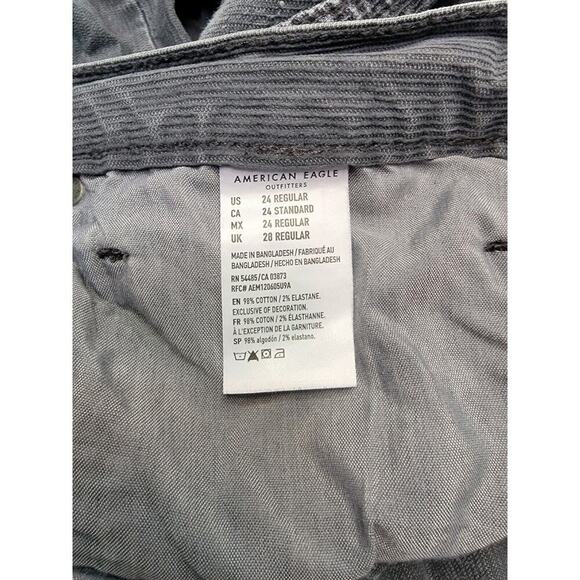 AMERICAN EAGLE
OUTFITTERS
US 24 REGULAR
CA 24 STANDARD
MX 24 REGULAR
UK 28 REGULAR
MADE IN BANGLADESH / FABRIQUÉ AU
BANGLADESH / HECHO EN BANGLADESH
RN 54485/CA 03873
RFC# AEM120605U9A
EN 98% COTTON / 2% ELASTANE.
EXCLUSIVE OF DECORATION.
FR 98% COTON / 2% ÉLASTHANNE.
À L'EXCEPTION DE LA GARNITURE.
SP 98% algodón / 2% elastano.